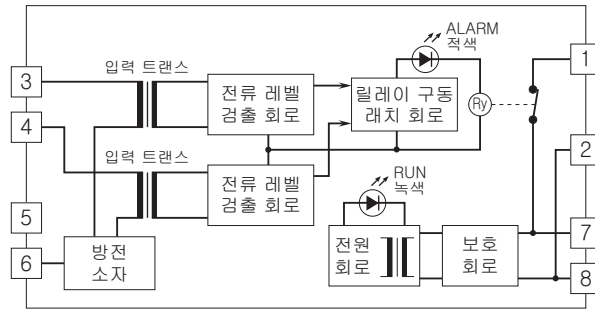 ALARM
적색
입력 트랜스
3
4
5
6
전류 레벨
검출 회로
릴레이 구동
래치 회로
Ry
1
2
7
8
입력 트랜스
전류 레벨
검출 회로
RUN
녹색
방전
소자
전원
회로
보호
회로